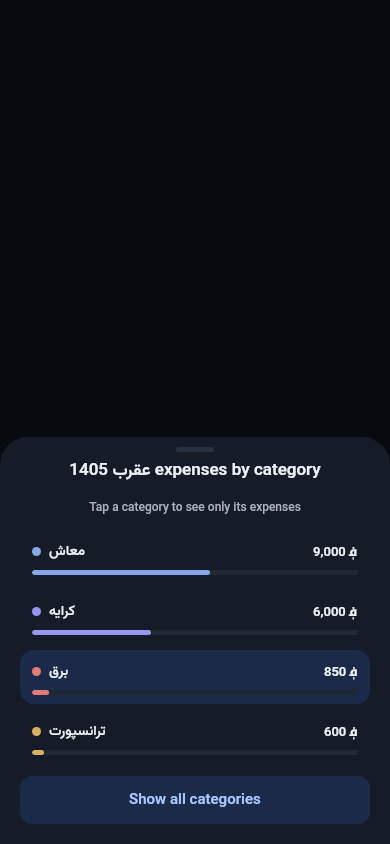 عقرب 1405 expenses by category
Tap a category to see only its expenses
معاش 9,000 ؋
کرایه 6,000 ؋
برق 850 ؋
ترانسپورت 600 ؋
Show all categories